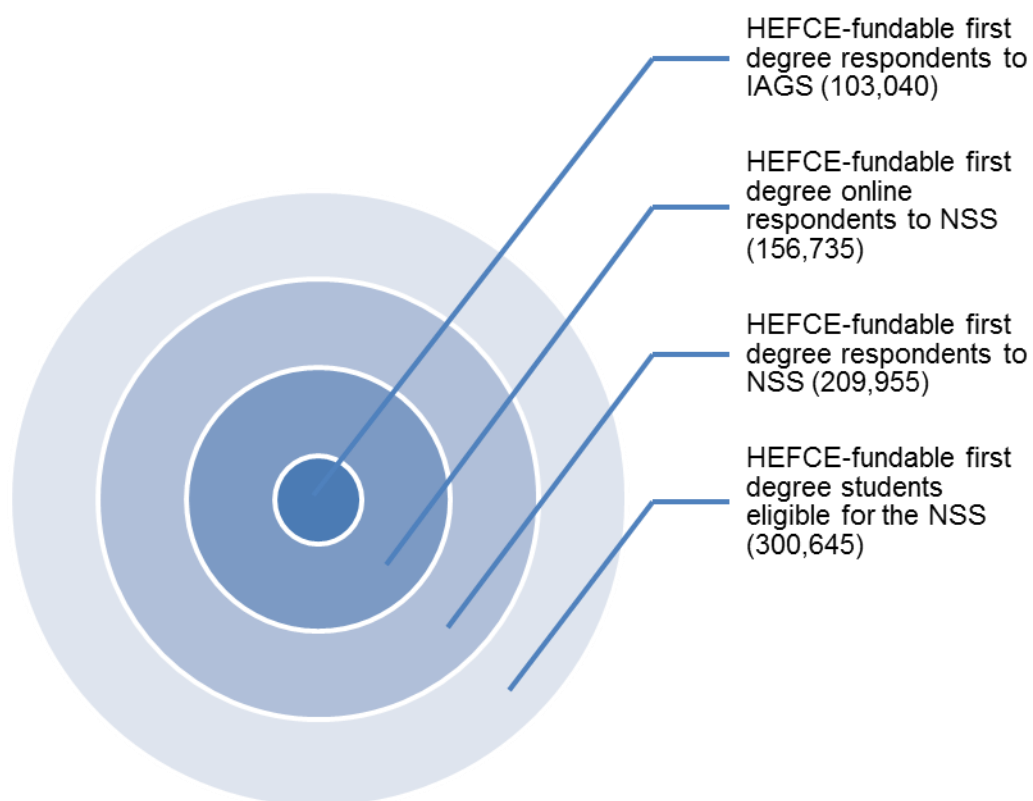 HEFCE-fundable first
degree respondents to
IAGS (103,040)
HEFCE-fundable first
degree online
respondents to NSS
(156,735)
HEFCE-fundable first
degree respondents to
NSS (209,955)
HEFCE-fundable first
degree students
eligible for the NSS
(300,645)